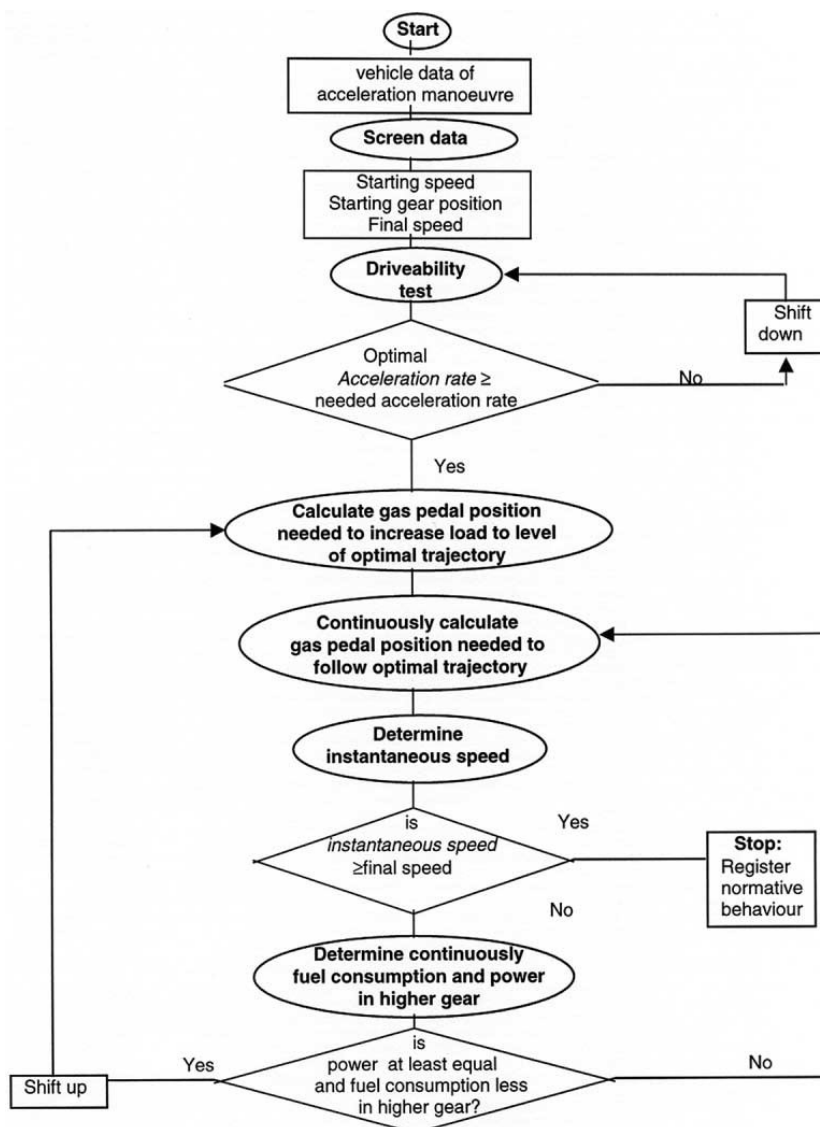 Start
vehicle data of
acceleration manoeuvre
Screen data
Starting speed
Starting gear position
Final speed
Driveability
test
Shift
down
Optimal
Acceleration rate ≥
needed acceleration rate
No
Yes
Calculate gas pedal position
needed to increase load to level
of optimal trajectory
Continuously calculate
gas pedal position needed to
follow optimal trajectory
Determine
instantaneous speed
is
instantaneous speed
≥final speed
Yes
Stop:
Register
normative
behaviour
No
Determine continuously
fuel consumption and power
in higher gear
is
power at least equal
and fuel consumption less
in higher gear?
Yes
No
Shift up